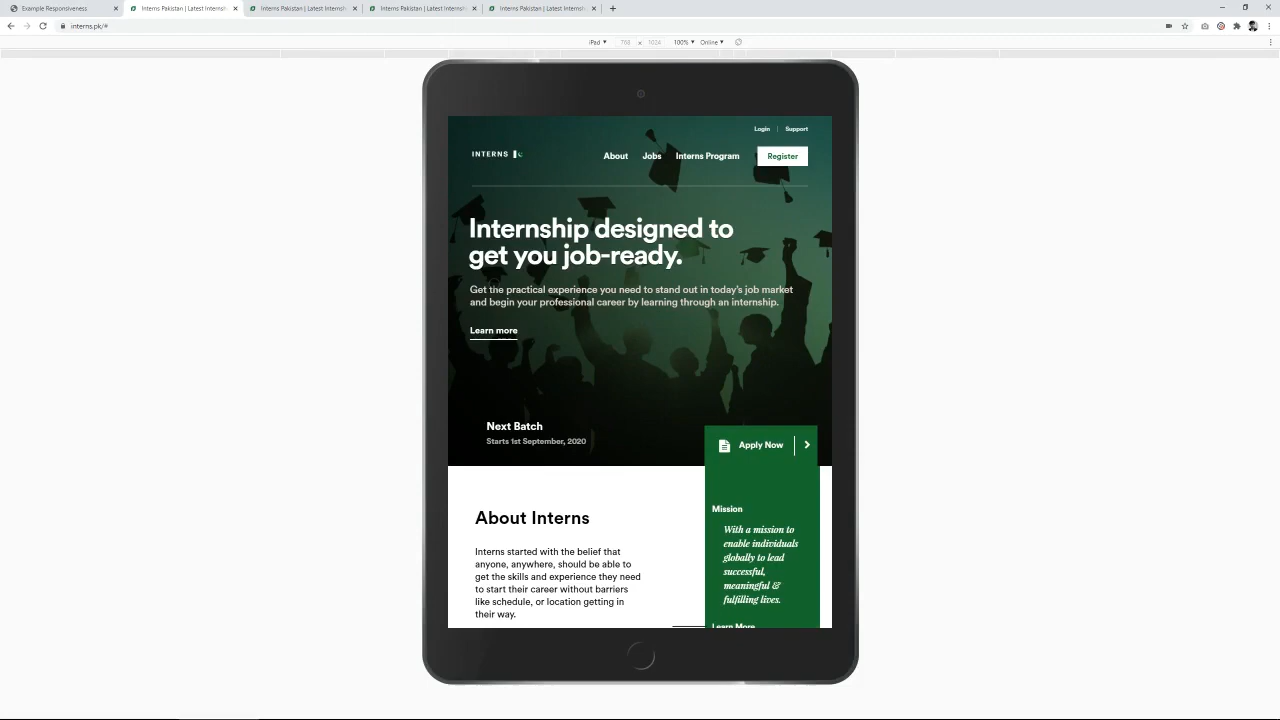 Example Responsiveness
Interns Pakistan | Latest Internsh
Interns Pakistan | Latest Internsh
Interns Pakistan | Latest Internsh
Interns Pakistan | Latest Internsh
interns.pk/#
iPad 768 x 1024 100% Online
Login | Support
INTERNS
About Jobs Interns Program Register
Internship designed to
get you job-ready.
Get the practical experience you need to stand out in today's job market
and begin your professional career by learning through an internship.
Learn more
Next Batch
Starts 1st September, 2020
Apply Now
About Interns
Interns started with the belief that
anyone, anywhere, should be able to
get the skills and experience they need
to start their career without barriers
like schedule, or location getting in
their way.
Mission
With a mission to
enable individuals
globally to lead
successful,
meaningful &
fulfilling lives.
Learn More